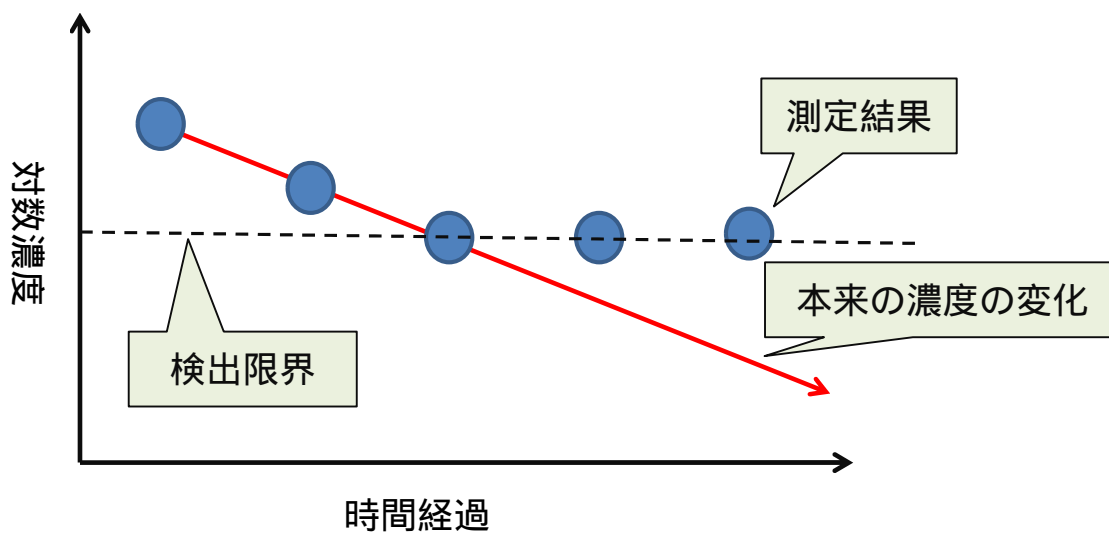 測定結果
対数濃度
本来の濃度の変化
検出限界
時間経過